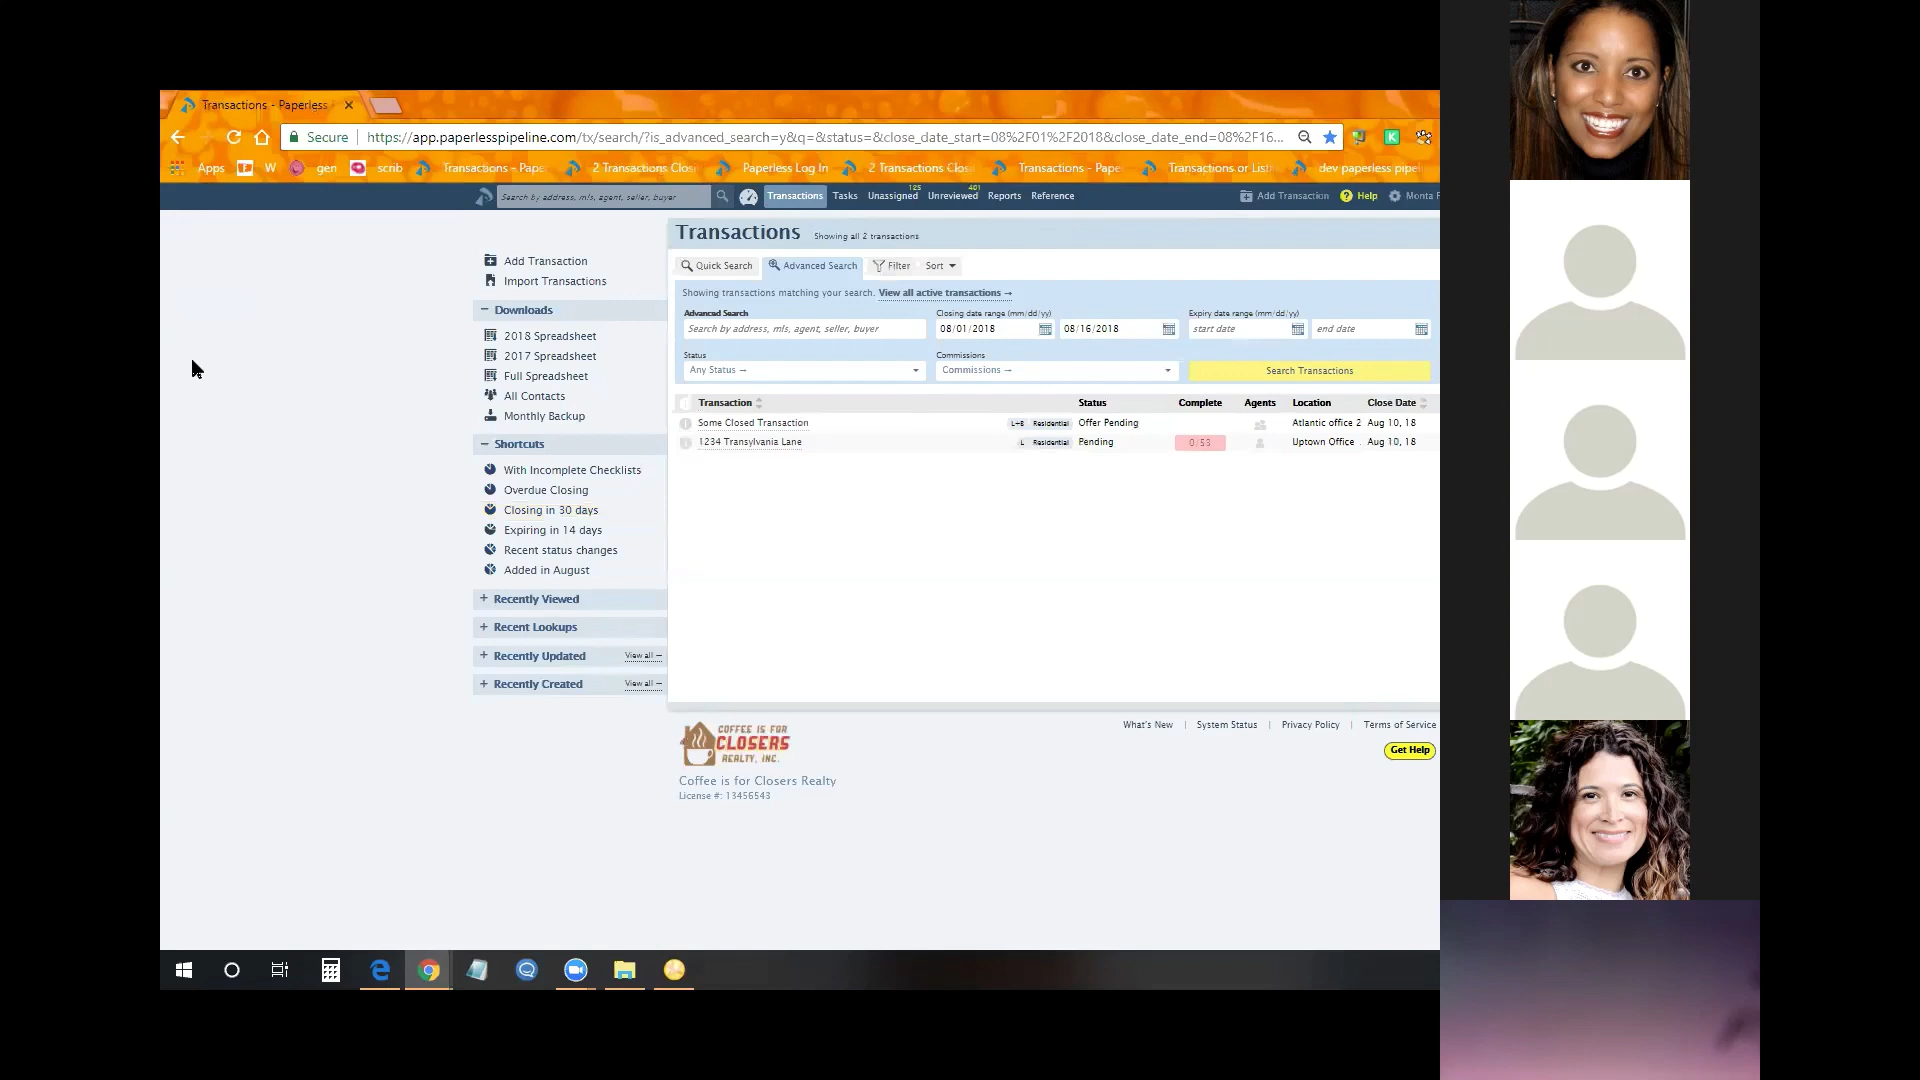 Transactions - Paperless
Secure
https://app.paperlesspipeline.com/tx/search/?is_advanced_search=y&q=&status=&close_date_start=08%2F01%2F2018&close_date_end=08%2F16...
Apps W gen scrib Transactions - Pape 2 Transactions Clos Paperless Log In 2 Transactions Clos Transactions - Pape Transactions or Listi dev paperless pipel
Search by address, mls, agent, seller, buyer
Transactions Tasks Unassigned 125 Unreviewed 401 Reports Reference Add Transaction Help Monta
Transactions Showing all 2 transactions
Add Transaction
Import Transactions
Downloads
2018 Spreadsheet
2017 Spreadsheet
Full Spreadsheet
All Contacts
Monthly Backup
Shortcuts
With Incomplete Checklists
Overdue Closing
Closing in 30 days
Expiring in 14 days
Recent status changes
Added in August
Recently Viewed
Recent Lookups
Recently Updated View all →
Recently Created View all →
Quick Search Advanced Search Filter Sort
Showing transactions matching your search. View all active transactions →
Advanced Search Closing date range (mm/dd/yy) Expiry date range (mm/dd/yy)
Search by address, mls, agent, seller, buyer 08/01/2018 08/16/2018 start date end date
Status Commissions
Any Status → Commissions → Search Transactions
Transaction Status Complete Agents Location Close Date
Some Closed Transaction L+B Residential Offer Pending Atlantic office 2 Aug 10, 18
1234 Transylvania Lane L Residential Pending 0/53 Uptown Office Aug 10, 18
COFFEE IS FOR
CLOSERS
REALTY, INC.
Coffee is for Closers Realty
License #: 13456543
What's New | System Status | Privacy Policy | Terms of Service
Get Help